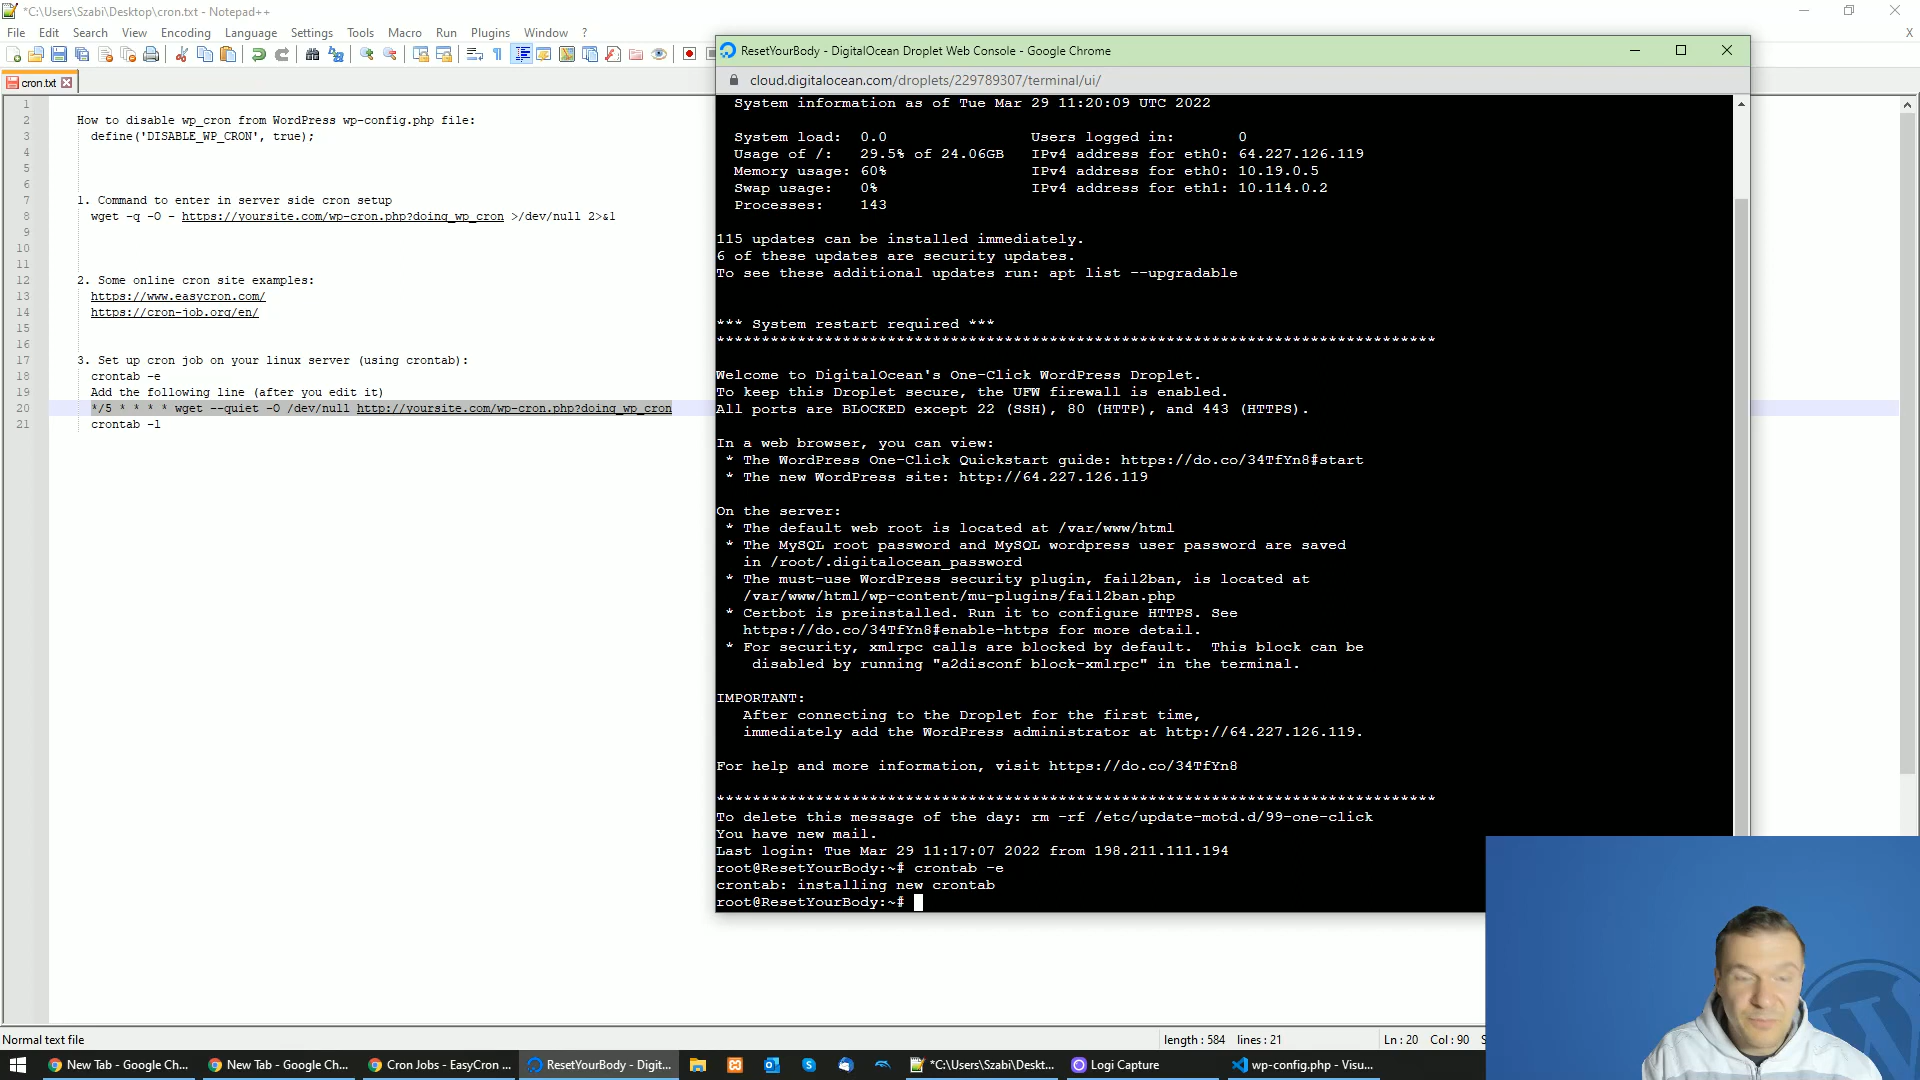 *C:\Users\Szabi\Desktop\cron.txt - Notepad++
File Edit Search View Encoding Language Settings Tools Macro Run Plugins Window ? X
cron.txt
1
2 How to disable wp_cron from WordPress wp-config.php file:
3 define('DISABLE_WP_CRON', true);
4
5
6
7 1. Command to enter in server side cron setup
8 wget -q -O - https://yoursite.com/wp-cron.php?doing_wp_cron >/dev/null 2>&1
9
10
11
12 2. Some online cron site examples:
13 https://www.easycron.com/
14 https://cron-job.org/en/
15
16
17 3. Set up cron job on your linux server (using crontab):
18 crontab -e
19 Add the following line (after you edit it)
20 */5 * * * * wget --quiet -O /dev/null http://yoursite.com/wp-cron.php?doing_wp_cron
21 crontab -l
ResetYourBody - DigitalOcean Droplet Web Console - Google Chrome
cloud.digitalocean.com/droplets/229789307/terminal/ui/
System information as of Tue Mar 29 11:20:09 UTC 2022
System load: 0.0 Users logged in: 0
Usage of /: 29.5% of 24.06GB IPv4 address for eth0: 64.227.126.119
Memory usage: 60% IPv4 address for eth0: 10.19.0.5
Swap usage: 0% IPv4 address for eth1: 10.114.0.2
Processes: 143
115 updates can be installed immediately.
6 of these updates are security updates.
To see these additional updates run: apt list --upgradable
*** System restart required ***
********************************************************************************
Welcome to DigitalOcean's One-Click WordPress Droplet.
To keep this Droplet secure, the UFW firewall is enabled.
All ports are BLOCKED except 22 (SSH), 80 (HTTP), and 443 (HTTPS).
In a web browser, you can view:
* The WordPress One-Click Quickstart guide: https://do.co/34TfYn8#start
* The new WordPress site: http://64.227.126.119
On the server:
* The default web root is located at /var/www/html
* The MySQL root password and MySQL wordpress user password are saved
in /root/.digitalocean_password
* The must-use WordPress security plugin, fail2ban, is located at
/var/www/html/wp-content/mu-plugins/fail2ban.php
* Certbot is preinstalled. Run it to configure HTTPS. See
https://do.co/34TfYn8#enable-https for more detail.
* For security, xmlrpc calls are blocked by default. This block can be
disabled by running "a2disconf block-xmlrpc" in the terminal.
IMPORTANT:
After connecting to the Droplet for the first time,
immediately add the WordPress administrator at http://64.227.126.119.
For help and more information, visit https://do.co/34TfYn8
********************************************************************************
To delete this message of the day: rm -rf /etc/update-motd.d/99-one-click
You have new mail.
Last login: Tue Mar 29 11:17:07 2022 from 198.211.111.194
root@ResetYourBody:~# crontab -e
crontab: installing new crontab
root@ResetYourBody:~#
Normal text file length : 584 lines : 21 Ln : 20 Col : 90 S
New Tab - Google Ch... New Tab - Google Ch... Cron Jobs - EasyCron ... ResetYourBody - Digit... *C:\Users\Szabi\Deskt... Logi Capture wp-config.php - Visu...